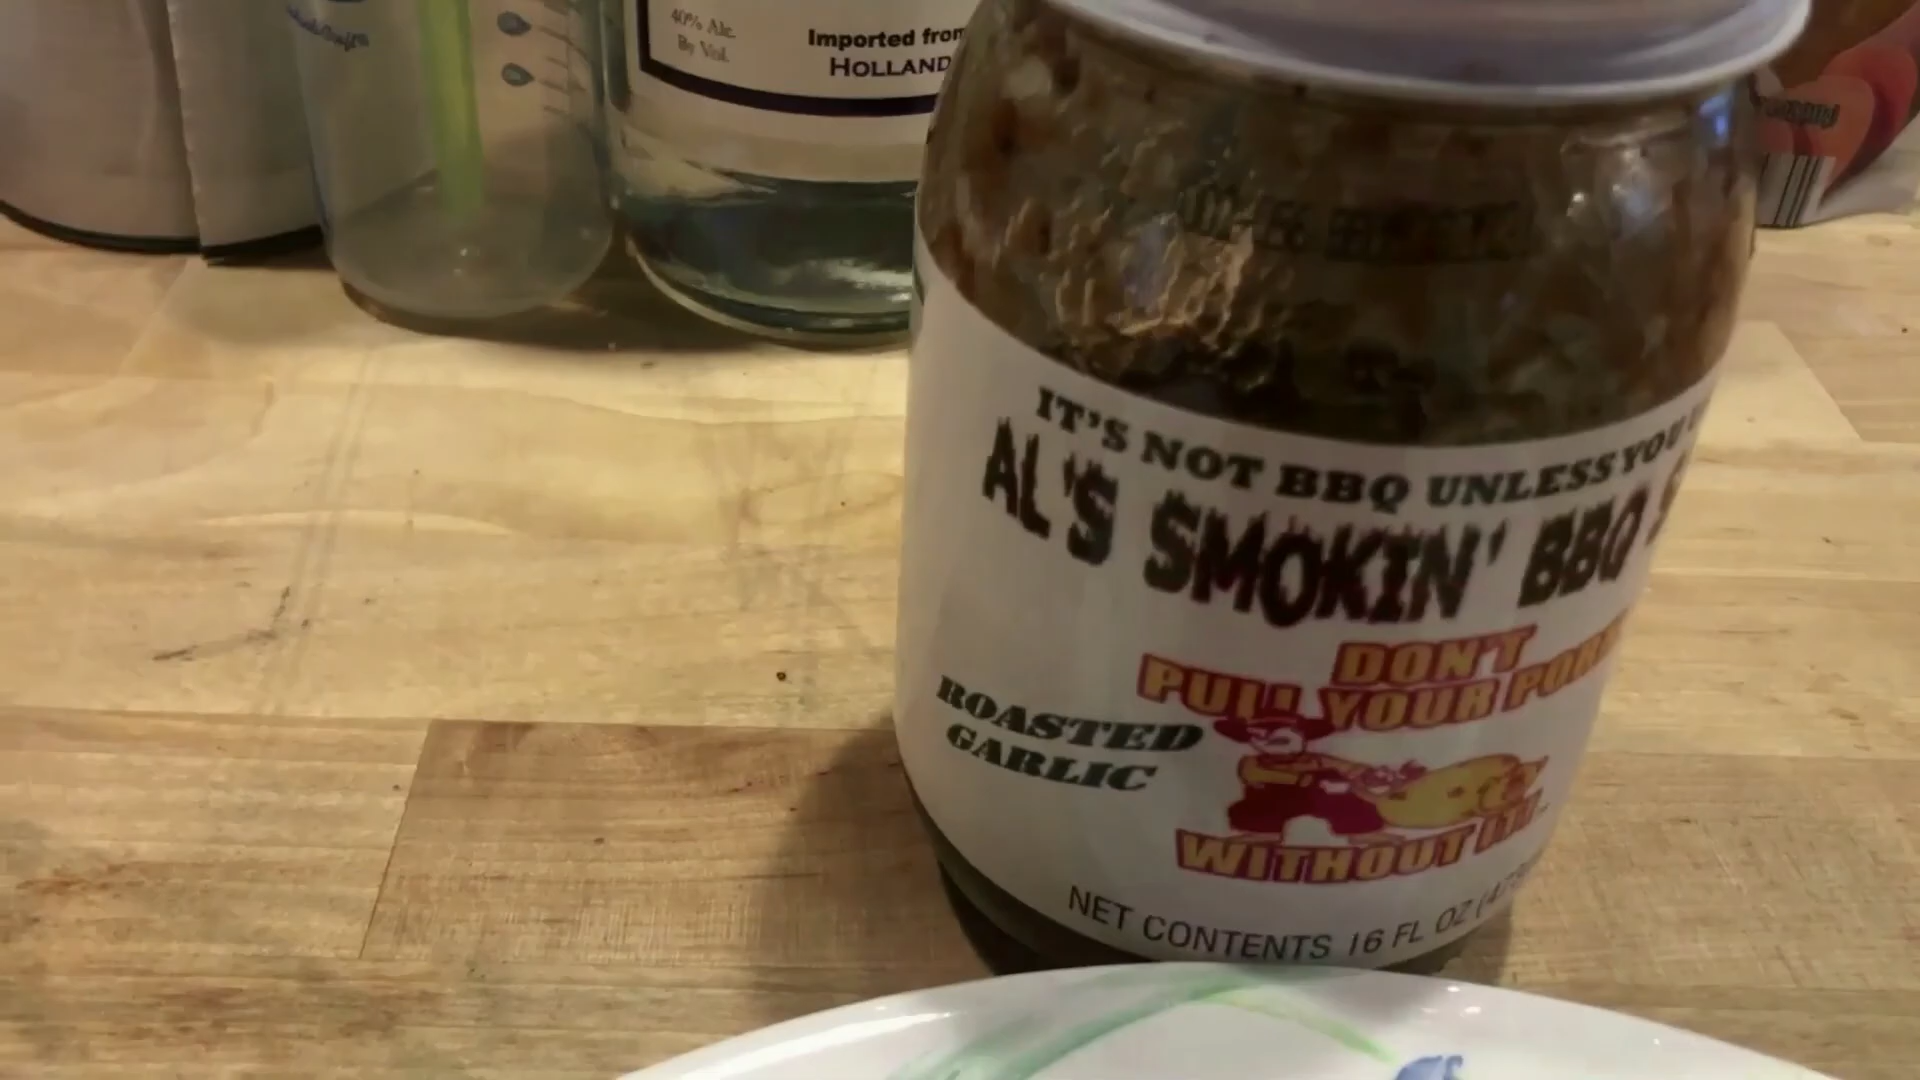 40% Alc.
By Vol.
Imported from
HOLLAND
IT'S NOT BBQ UNLESS YOU
AL'S SMOKIN' BBQ
DON'T
PULL YOUR PORK
WITHOUT IT!
ROASTED
GARLIC
NET CONTENTS 16 FL OZ